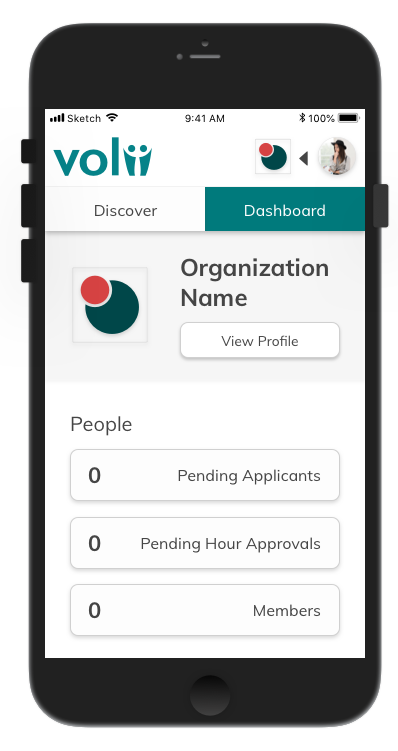 Sketch 9:41 AM 100%
volii
Discover Dashboard
Organization
Name
View Profile
People
0 Pending Applicants
0 Pending Hour Approvals
0 Members